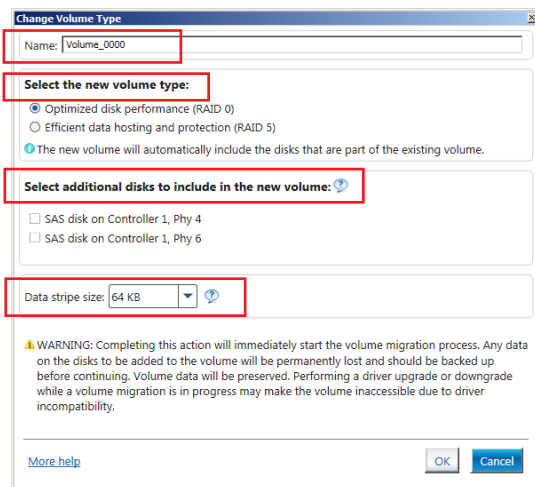 Change Volume Type
Name: Volume_0000
Select the new volume type:
Optimized disk performance (RAID 0)
Efficient data hosting and protection (RAID 5)
The new volume will automatically include the disks that are part of the existing volume.
Select additional disks to include in the new volume:
SAS disk on Controller 1, Phy 4
SAS disk on Controller 1, Phy 6
Data stripe size: 64 KB
WARNING: Completing this action will immediately start the volume migration process. Any data
on the disks to be added to the volume will be permanently lost and should be backed up
before continuing. Volume data will be preserved. Performing a driver upgrade or downgrade
while a volume migration is in progress may make the volume inaccessible due to driver
incompatibility.
More help
OK
Cancel